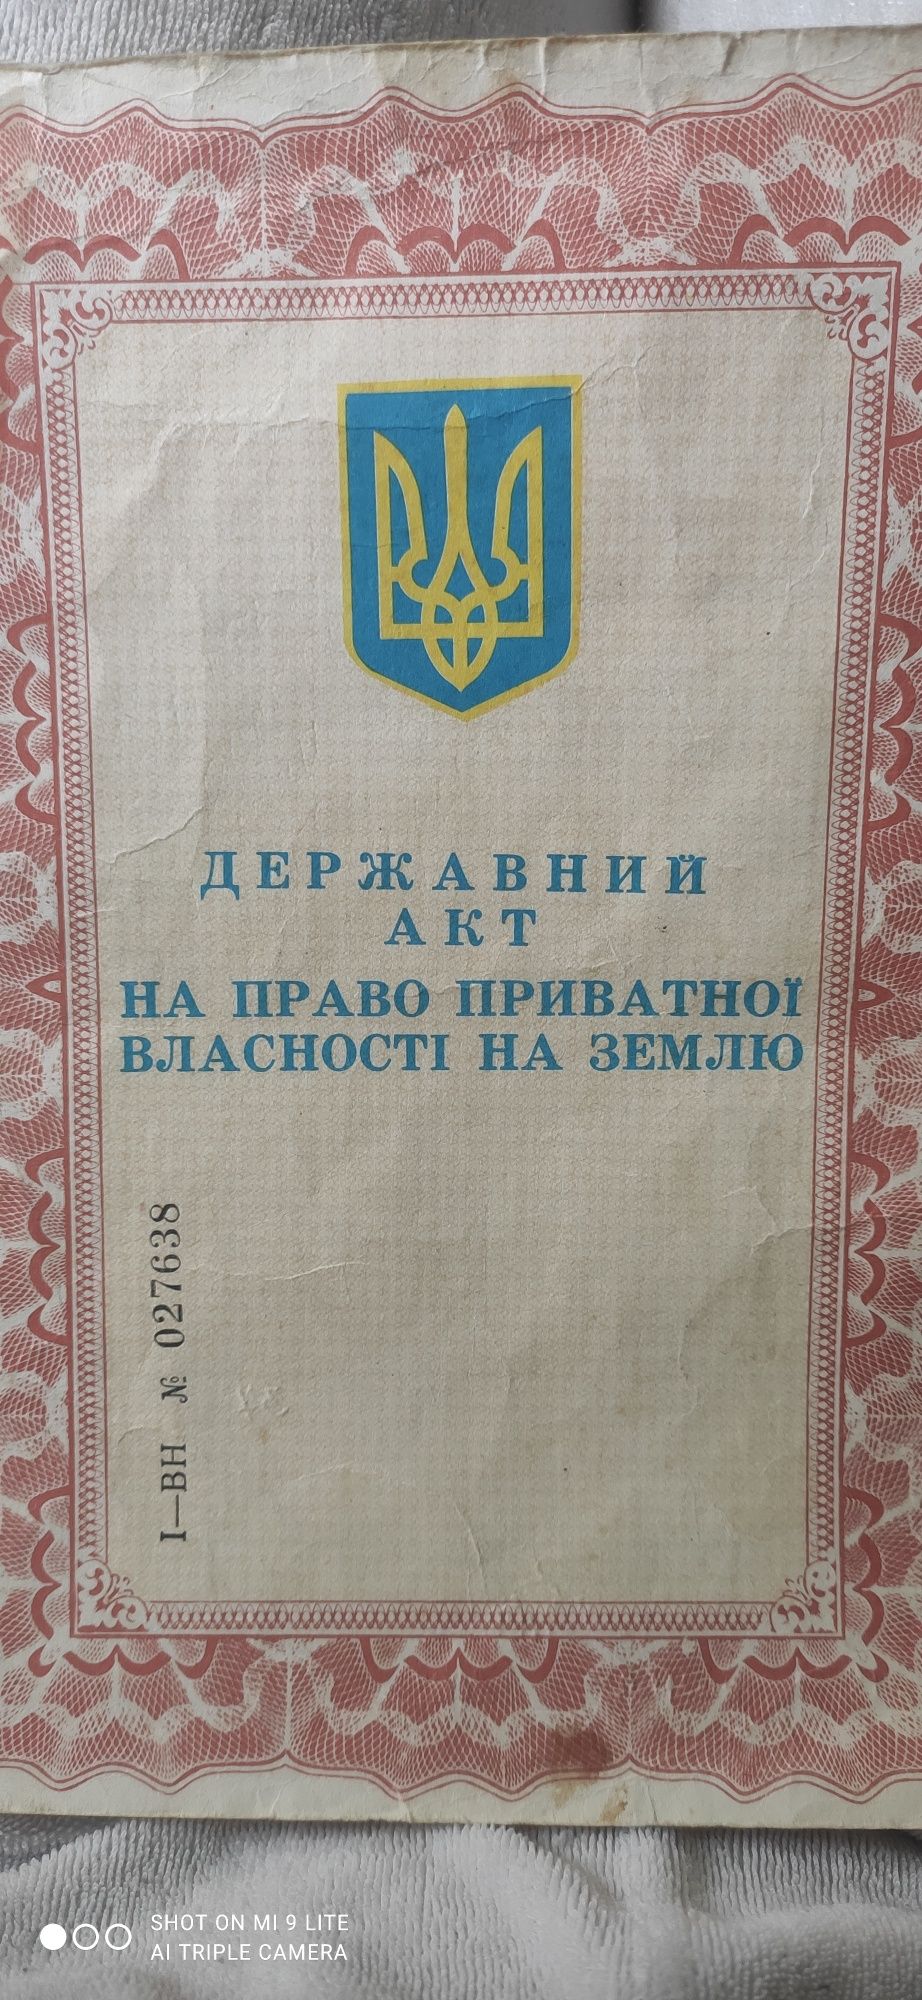 ДЕРЖАВНИЙ
АКТ
НА ПРАВО ПРИВАТНОЇ
ВЛАСНОСТІ НА ЗЕМЛЮ
І—ВН № 027638
SHOT ON MI 9 LITE
AI TRIPLE CAMERA